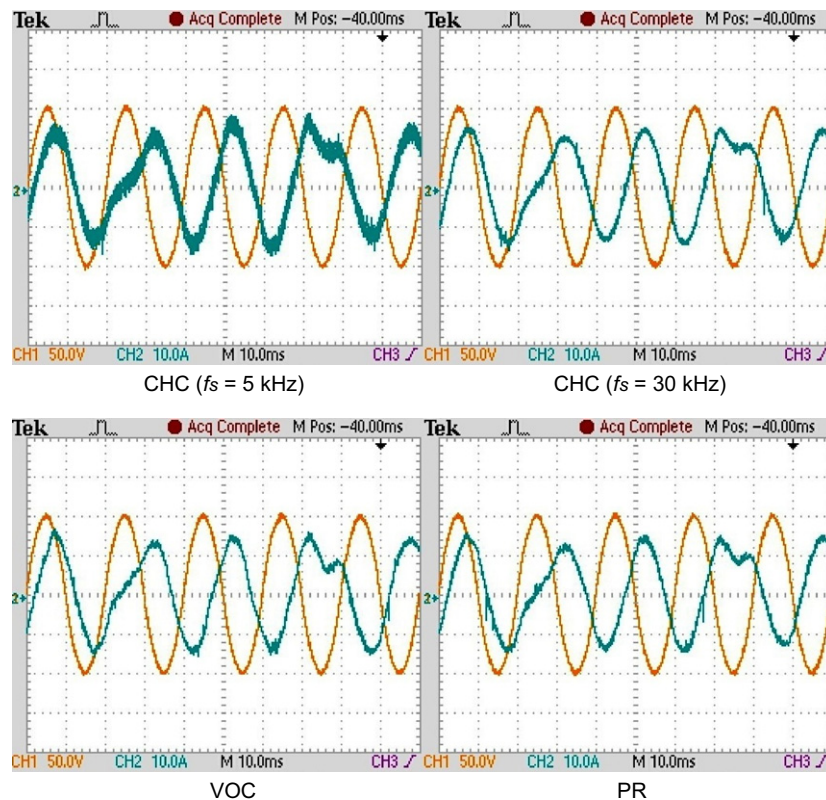 Tek Acq Complete M Pos: -40.00ms
2
CH1 50.0V CH2 10.0A M 10.0ms CH3
CHC (fs = 5 kHz)
Tek Acq Complete M Pos: -40.00ms
2
CH1 50.0V CH2 10.0A M 10.0ms CH3
CHC (fs = 30 kHz)
Tek Acq Complete M Pos: -40.00ms
2
CH1 50.0V CH2 10.0A M 10.0ms CH3
VOC
Tek Acq Complete M Pos: -40.00ms
2
CH1 50.0V CH2 10.0A M 10.0ms CH3
PR